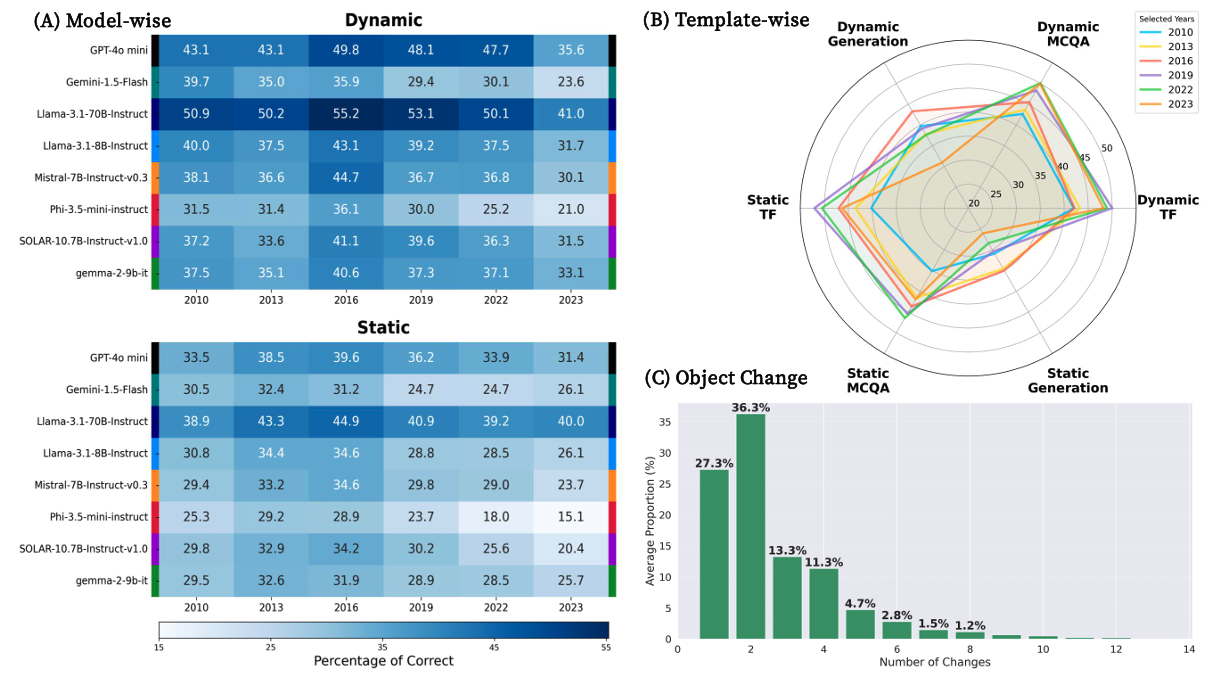 (A) Model-wise
Dynamic
GPT-4o mini 43.1 43.1 49.8 48.1 47.7 35.6
Gemini-1.5-Flash 39.7 35.0 35.9 29.4 30.1 23.6
Llama-3.1-70B-Instruct 50.9 50.2 55.2 53.1 50.1 41.0
Llama-3.1-8B-Instruct 40.0 37.5 43.1 39.2 37.5 31.7
Mistral-7B-Instruct-v0.3 38.1 36.6 44.7 36.7 36.8 30.1
Phi-3.5-mini-instruct 31.5 31.4 36.1 30.0 25.2 21.0
SOLAR-10.7B-Instruct-v1.0 37.2 33.6 41.1 39.6 36.3 31.5
gemma-2-9b-it 37.5 35.1 40.6 37.3 37.1 33.1
2010 2013 2016 2019 2022 2023
Static
GPT-4o mini 33.5 38.5 39.6 36.2 33.9 31.4
Gemini-1.5-Flash 30.5 32.4 31.2 24.7 24.7 26.1
Llama-3.1-70B-Instruct 38.9 43.3 44.9 40.9 39.2 40.0
Llama-3.1-8B-Instruct 30.8 34.4 34.6 28.8 28.5 26.1
Mistral-7B-Instruct-v0.3 29.4 33.2 34.6 29.8 29.0 23.7
Phi-3.5-mini-instruct 25.3 29.2 28.9 23.7 18.0 15.1
SOLAR-10.7B-Instruct-v1.0 29.8 32.9 34.2 30.2 25.6 20.4
gemma-2-9b-it 29.5 32.6 31.9 28.9 28.5 25.7
2010 2013 2016 2019 2022 2023
15 25 35 45 55
Percentage of Correct
(B) Template-wise
Dynamic
Generation
Dynamic
MCQA
Selected Years
2010
2013
2016
2019
2022
2023
20 25 30 35 40 45 50
Static
TF
Dynamic
TF
Static
MCQA
Static
Generation
(C) Object Change
Average Proportion (%)
35
30
25
20
15
10
5
0
27.3% 36.3% 13.3% 11.3% 4.7% 2.8% 1.5% 1.2%
0 2 4 6 8 10 12 14
Number of Changes